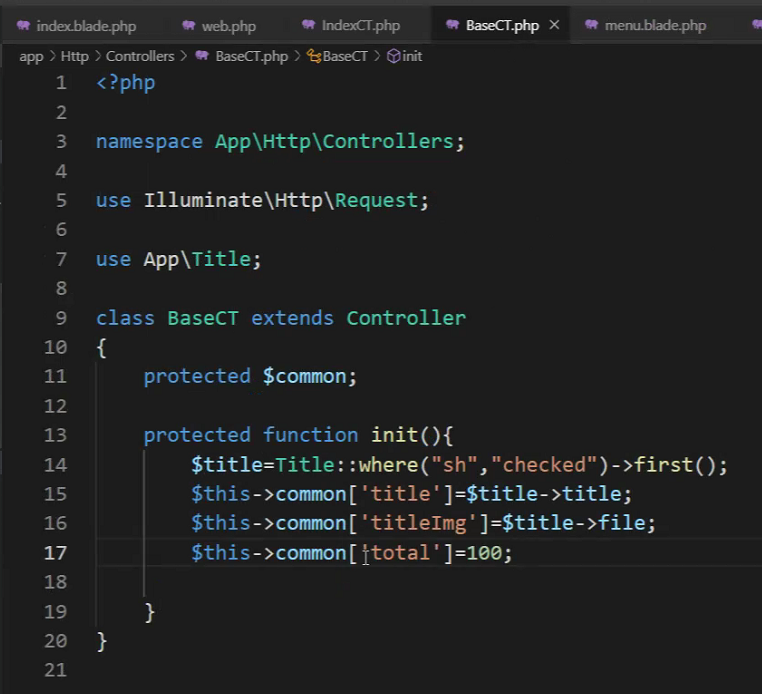 index.blade.php web.php IndexCT.php BaseCT.php × menu.blade.php
app > Http > Controllers > BaseCT.php > BaseCT > init
1 <?php
2
3 namespace App\Http\Controllers;
4
5 use Illuminate\Http\Request;
6
7 use App\Title;
8
9 class BaseCT extends Controller
10 {
11 protected $common;
12
13 protected function init(){
14 $title=Title::where("sh","checked")->first();
15 $this->common['title']=$title->title;
16 $this->common['titleImg']=$title->file;
17 $this->common['total']=100;
18
19 }
20 }
21